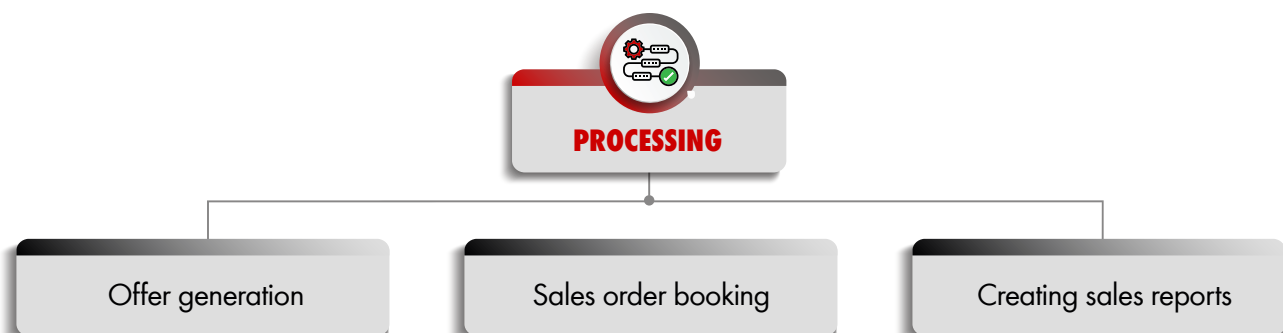 PROCESSING
Offer generation
Sales order booking
Creating sales reports